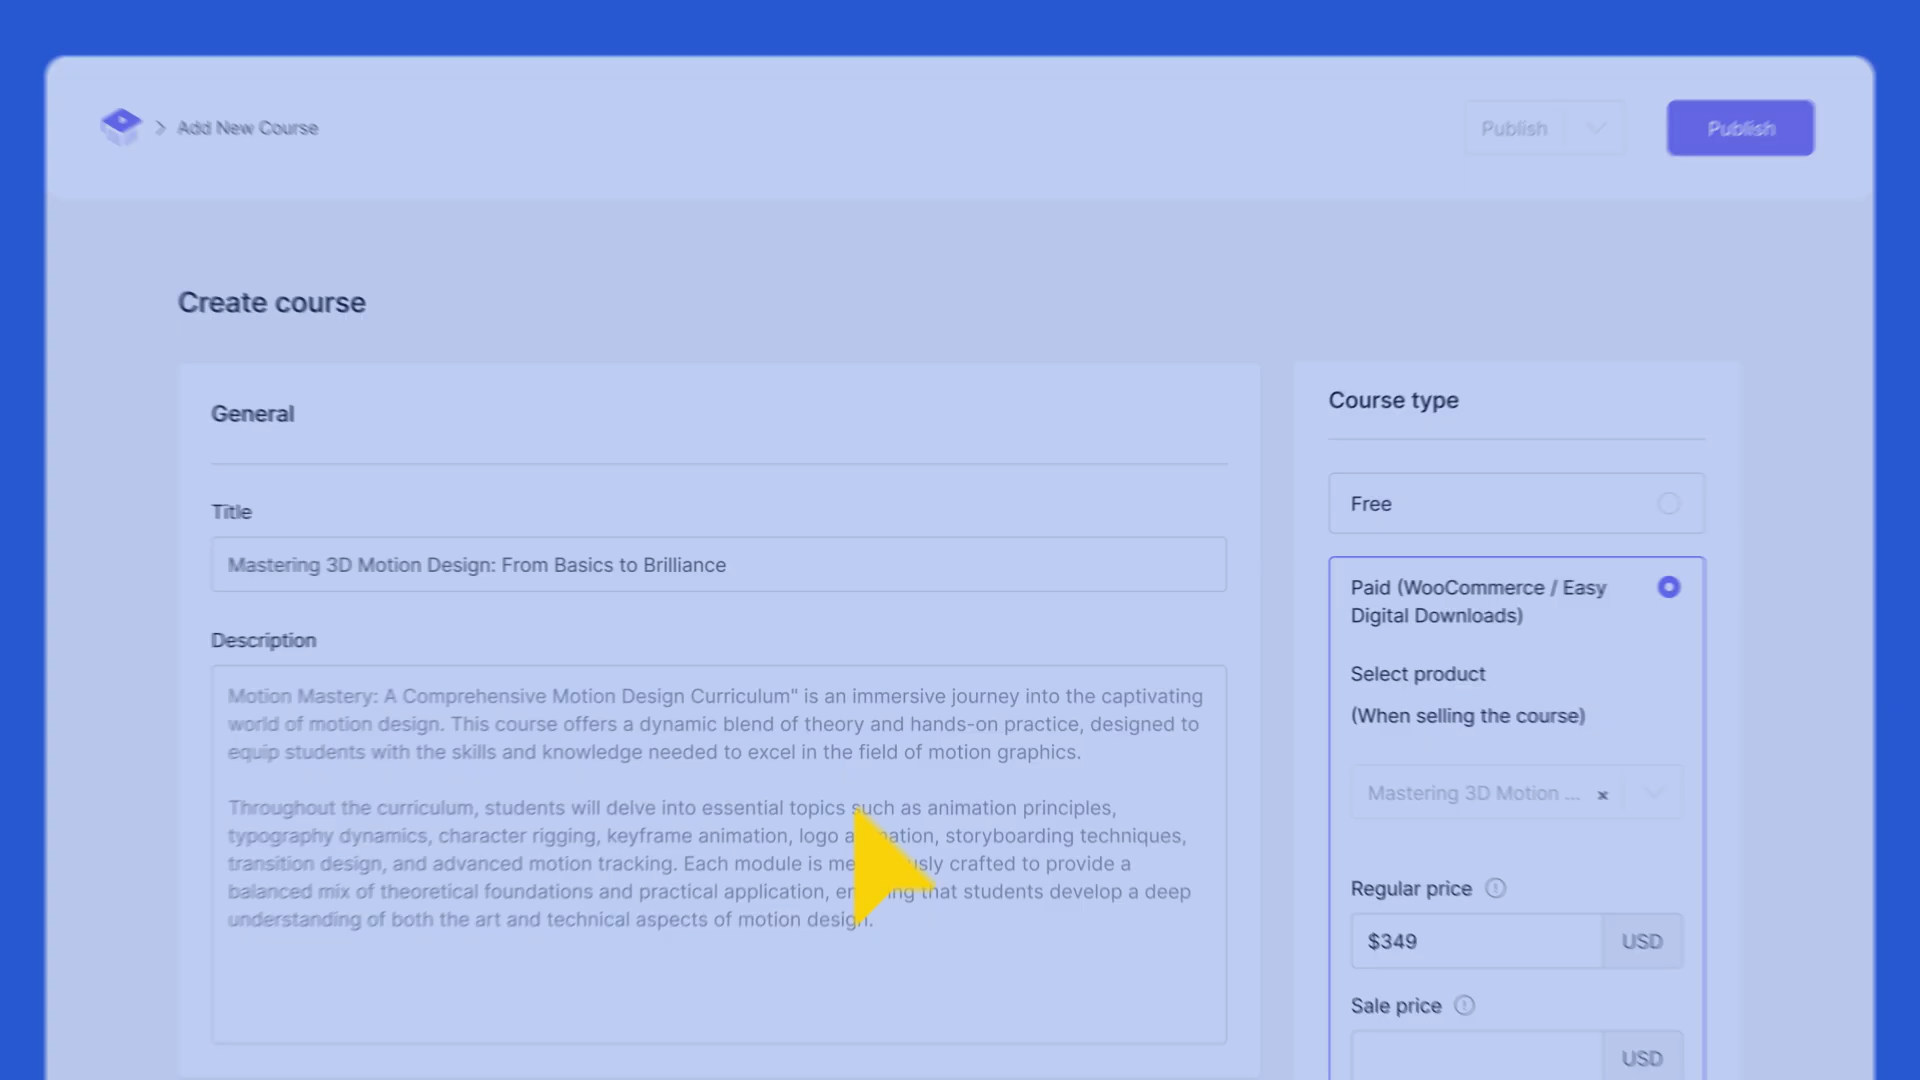 Add New Course
Publish
Publish
Create course
General
Title
Mastering 3D Motion Design: From Basics to Brilliance
Description
Motion Mastery: A Comprehensive Motion Design Curriculum" is an immersive journey into the captivating
world of motion design. This course offers a dynamic blend of theory and hands-on practice, designed to
equip students with the skills and knowledge needed to excel in the field of motion graphics.
Throughout the curriculum, students will delve into essential topics such as animation principles,
typography dynamics, character rigging, keyframe animation, logo animation, storyboarding techniques,
transition design, and advanced motion tracking. Each module is crafted to provide a
balanced mix of theoretical foundations and practical application, that students develop a deep
understanding of both the art and technical aspects of motion design.
Course type
Free
Paid (WooCommerce / Easy
Digital Downloads)
Select product
(When selling the course)
Mastering 3D Motion ...
Regular price
$349
USD
Sale price
USD